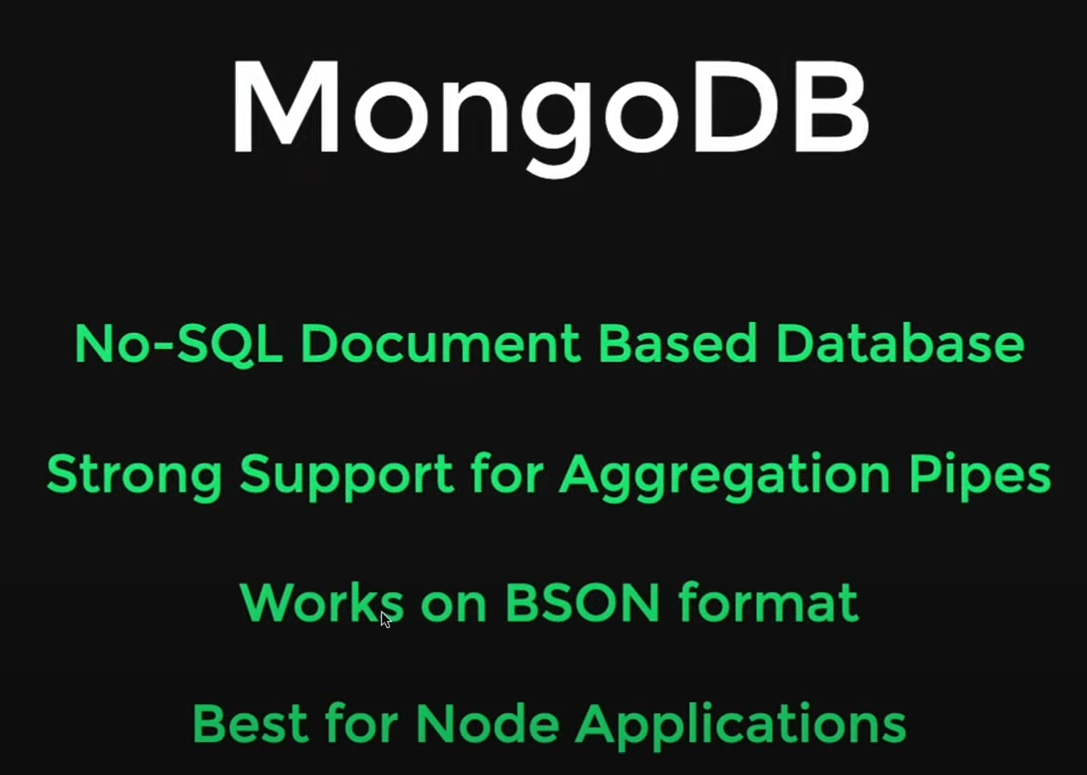 MongoDB
No-SQL Document Based Database
Strong Support for Aggregation Pipes
Works on BSON format
Best for Node Applications